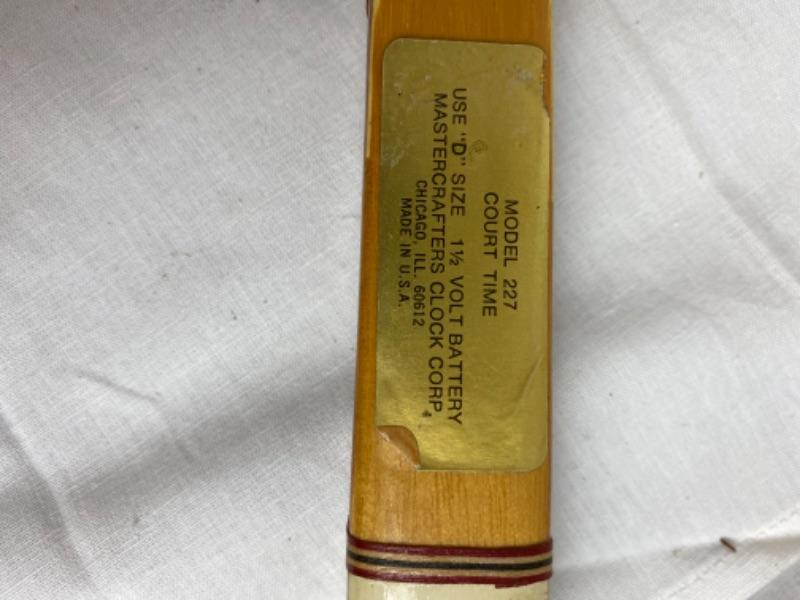 MODEL 227
COURT TIME
USE "D" SIZE 1½ VOLT BATTERY
MASTERCRAFTERS CLOCK CORP.
CHICAGO, ILL. 60612
MADE IN U.S.A.